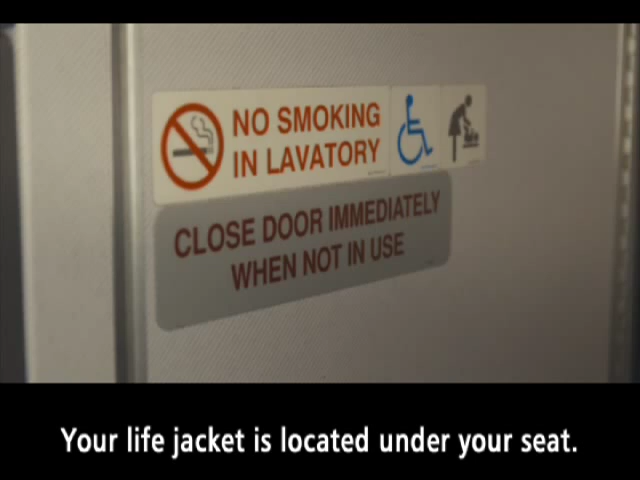 NO SMOKING
IN LAVATORY
CLOSE DOOR IMMEDIATELY
WHEN NOT IN USE
Your life jacket is located under your seat.